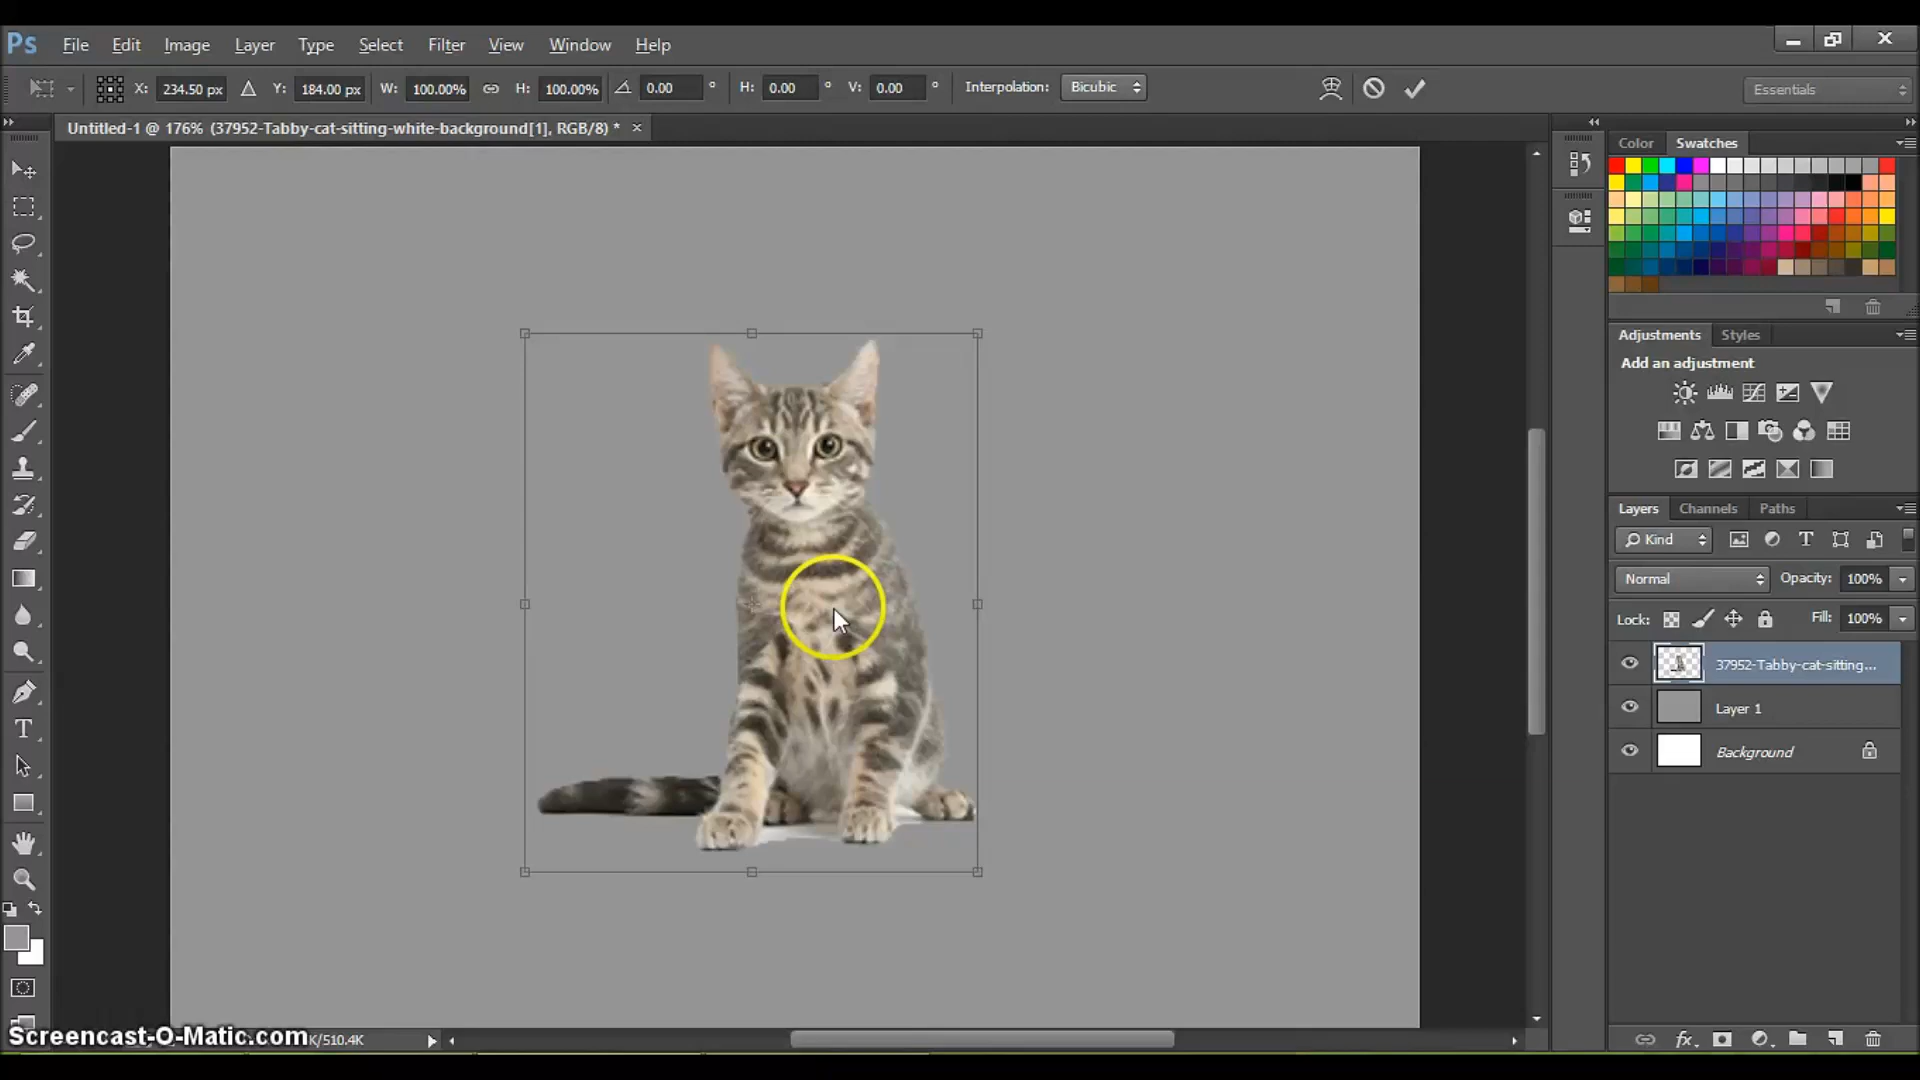 Ps File Edit Image Layer Type Select Filter View Window Help
X: 234.50 px Y: 184.00 px W: 100.00% H: 100.00% 0.00 ° H: 0.00 ° V: 0.00 ° Interpolation: Bicubic Essentials
Untitled-1 @ 176% (37952-Tabby-cat-sitting-white-background[1], RGB/8) * ×
Color Swatches
Adjustments Styles
Add an adjustment
Layers Channels Paths
Kind T
Normal Opacity: 100%
Lock: Fill: 100%
37952-Tabby-cat-sitting...
Layer 1
Background
T
Screencast-O-Matic.com K/510.4K
fx